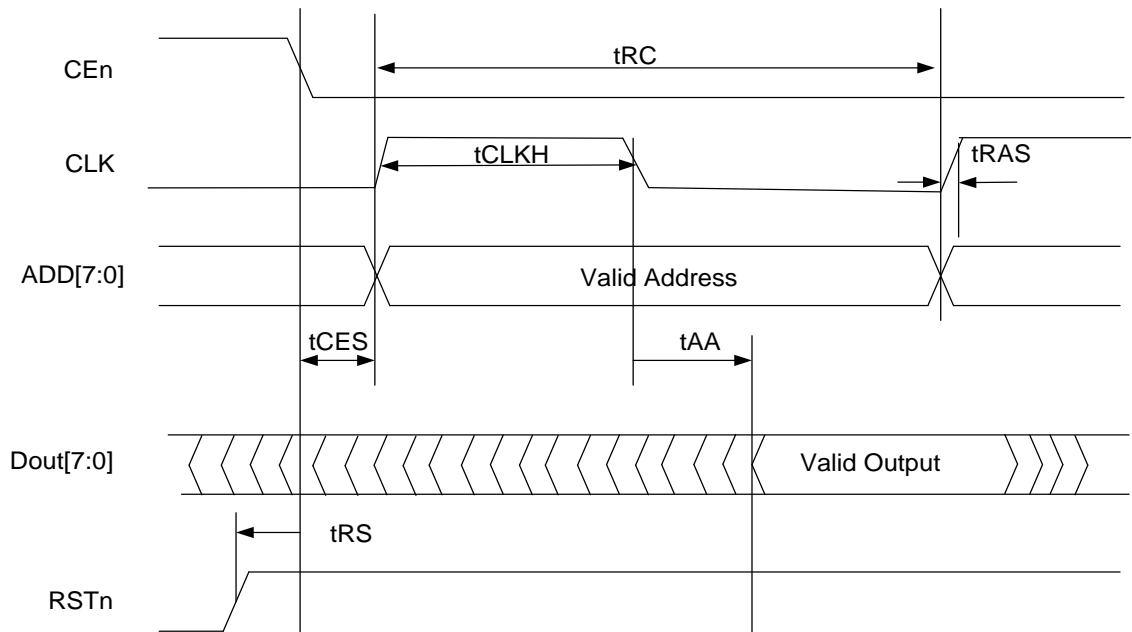 CEn
tRC
CLK
tCLKH
tRAS
ADD[7:0]
Valid Address
tCES
tAA
Dout[7:0]
Valid Output
tRS
RSTn